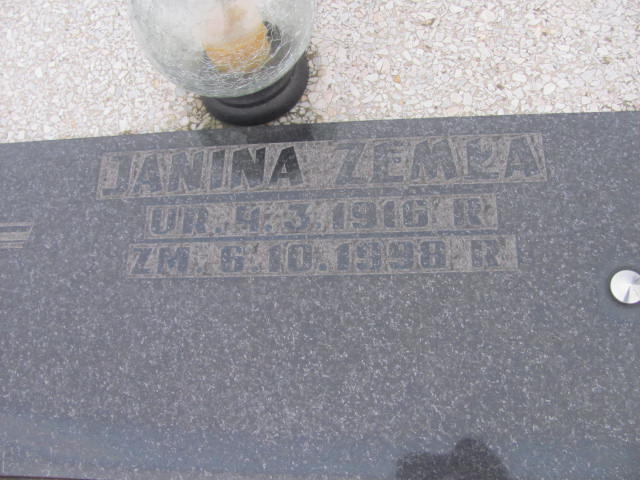 JANINA ZEMŁA
UR. 4.3.1916 R
ZM. 6.10.1998 R